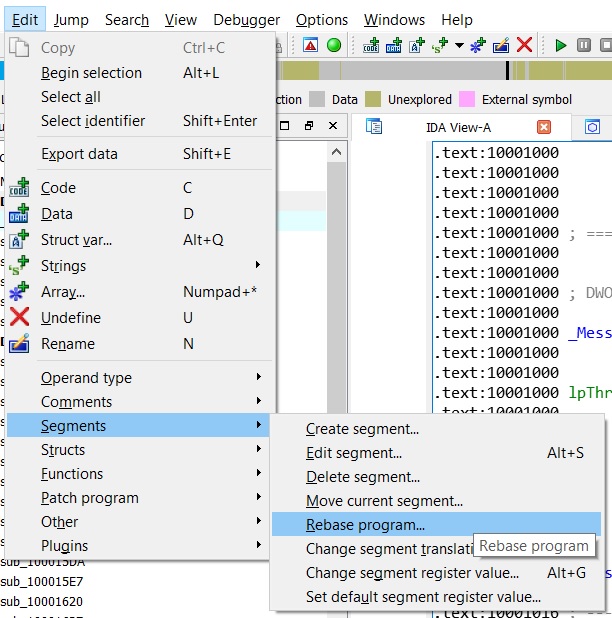 Edit Jump Search View Debugger Options Windows Help
Copy Ctrl+C
Begin selection Alt+L
Select all
Select identifier Shift+Enter
Export data Shift+E
Code C
Data D
Struct var... Alt+Q
Strings
Array... Numpad+*
Undefine U
Rename N
Operand type
Comments
Segments
Structs
Functions
Patch program
Other
Plugins
Create segment...
Edit segment... Alt+S
Delete segment...
Move current segment...
Rebase program...
Change segment translati
Rebase program
Change segment register value... Alt+G
Set default segment register value...
ction Data Unexplored External symbol
IDA View-A
.text:10001000
.text:10001000
.text:10001000
.text:10001000
.text:10001000 ; ===
.text:10001000
.text:10001000
.text:10001000 ; DWO
.text:10001000
.text:10001000 _Mess
.text:10001000
.text:10001000
.text:10001000 lpThr
.text:10001000
sub_100015DA
sub_100015E7
sub_10001620